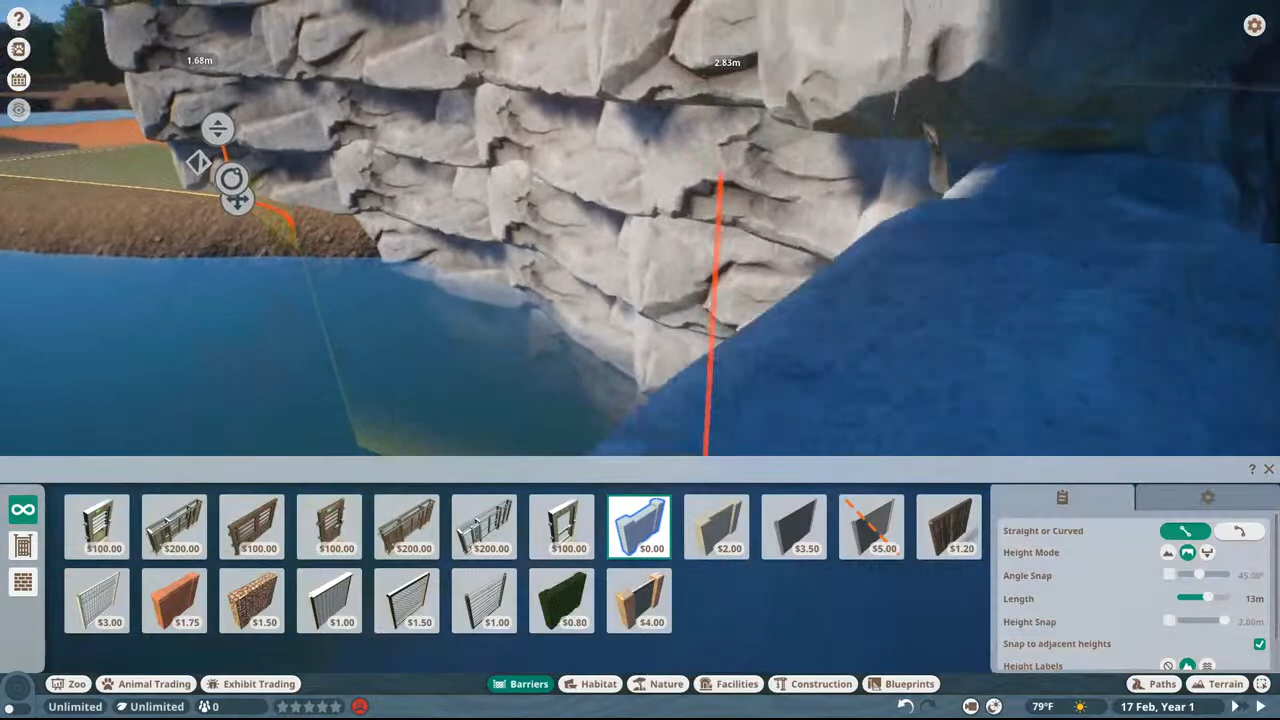 ?
1.68m
2.83m
? ×
$100.00 $200.00 $100.00 $100.00 $200.00 $200.00 $100.00 $0.00 $2.00 $3.50 $5.00 $1.20
$3.00 $1.75 $1.50 $1.00 $1.50 $1.00 $0.80 $4.00
Straight or Curved
Height Mode
Angle Snap 45.00°
Length 13m
Height Snap 2.00m
Snap to adjacent heights
Height Labels
Zoo Animal Trading Exhibit Trading Barriers Habitat Nature Facilities Construction Blueprints Paths Terrain
Unlimited Unlimited 0 79°F 17 Feb, Year 1